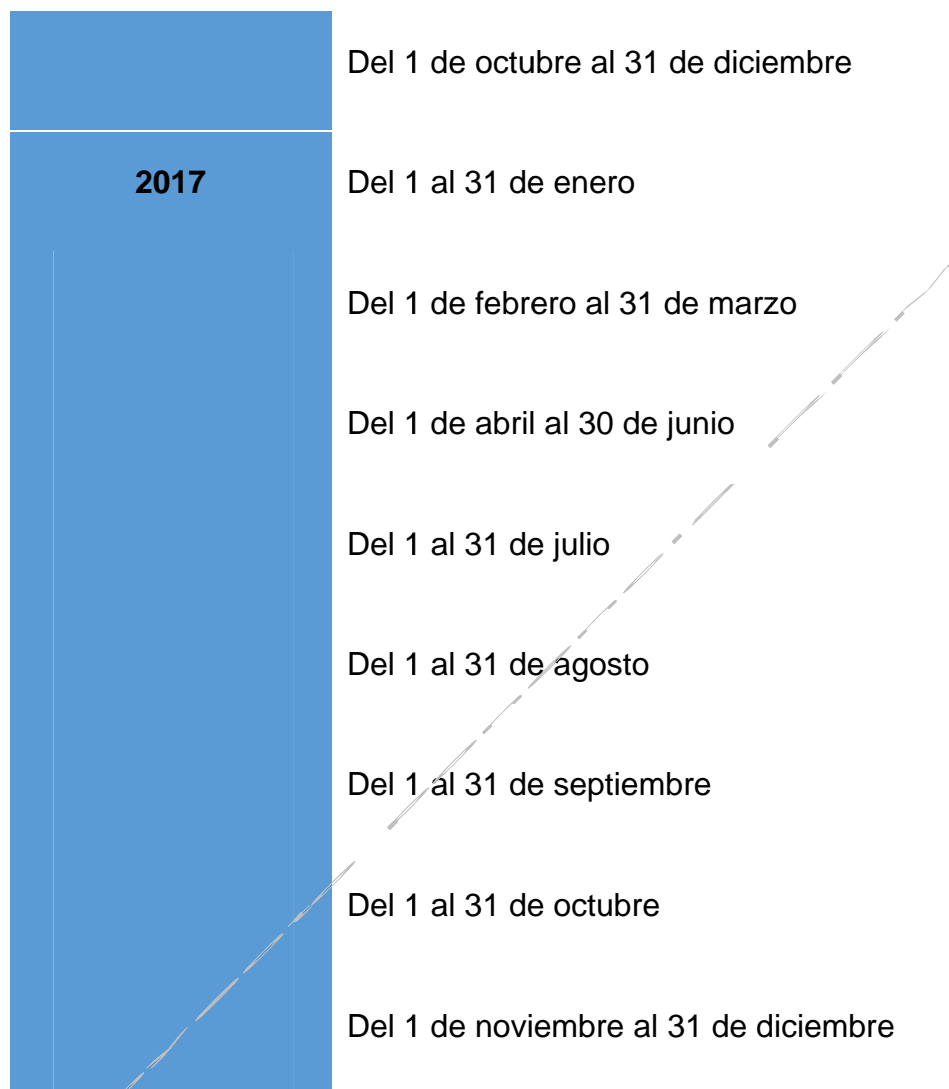 Del 1 de octubre al 31 de diciembre
2017 Del 1 al 31 de enero
Del 1 de febrero al 31 de marzo
Del 1 de abril al 30 de junio
Del 1 al 31 de julio
Del 1 al 31 de agosto
Del 1 al 31 de septiembre
Del 1 al 31 de octubre
Del 1 de noviembre al 31 de diciembre